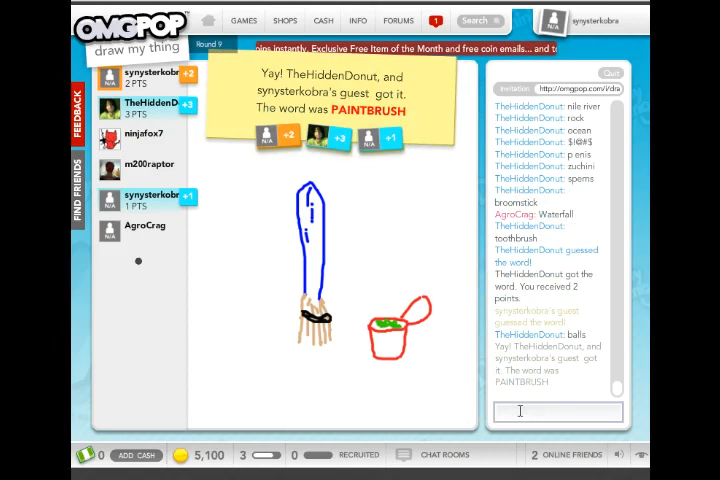 OMGPOP
GAMES
SHOPS
CASH
INFO
FORUMS
1
Search
N/A
synysterkobra
draw my thing
Round 9
coins instantly. Exclusive Free Item of the Month and free coin emails... and to
FEEDBACK
FIND FRIENDS
N/A
synysterkobr
+2
2 PTS
TheHiddenD
+3
3 PTS
ninjafox7
m200raptor
N/A
synysterkobr
+1
1 PTS
N/A
AgroCrag
Yay! TheHiddenDonut, and
synysterkobra's guest got it.
The word was PAINTBRUSH
N/A +2
+3
N/A +1
Quit
invitation
http://omgpop.com/i/dra
TheHiddenDonut: nile river
TheHiddenDonut: rock
TheHiddenDonut: ocean
TheHiddenDonut: $!@#$
TheHiddenDonut: p enis
TheHiddenDonut: zuchini
TheHiddenDonut: sperns
TheHiddenDonut:
broomstick
AgroCrag: Waterfall
TheHiddenDonut:
toothbrush
TheHiddenDonut guessed
the word!
TheHiddenDonut got the
word. You received 2
points.
synysterkobra's guest
guessed the word!
TheHiddenDonut: balls
Yay! TheHiddenDonut, and
synysterkobra's guest got
it. The word was
PAINTBRUSH
0
ADD CASH
5,100
3
0
RECRUITED
CHAT ROOMS
2 ONLINE FRIENDS